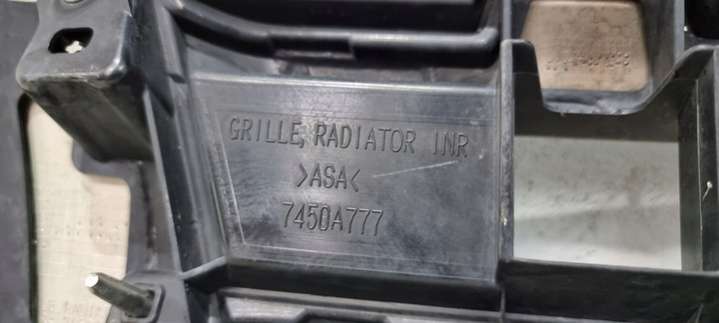 GRILLE, RADIATOR INR
>ASA<
7450A777